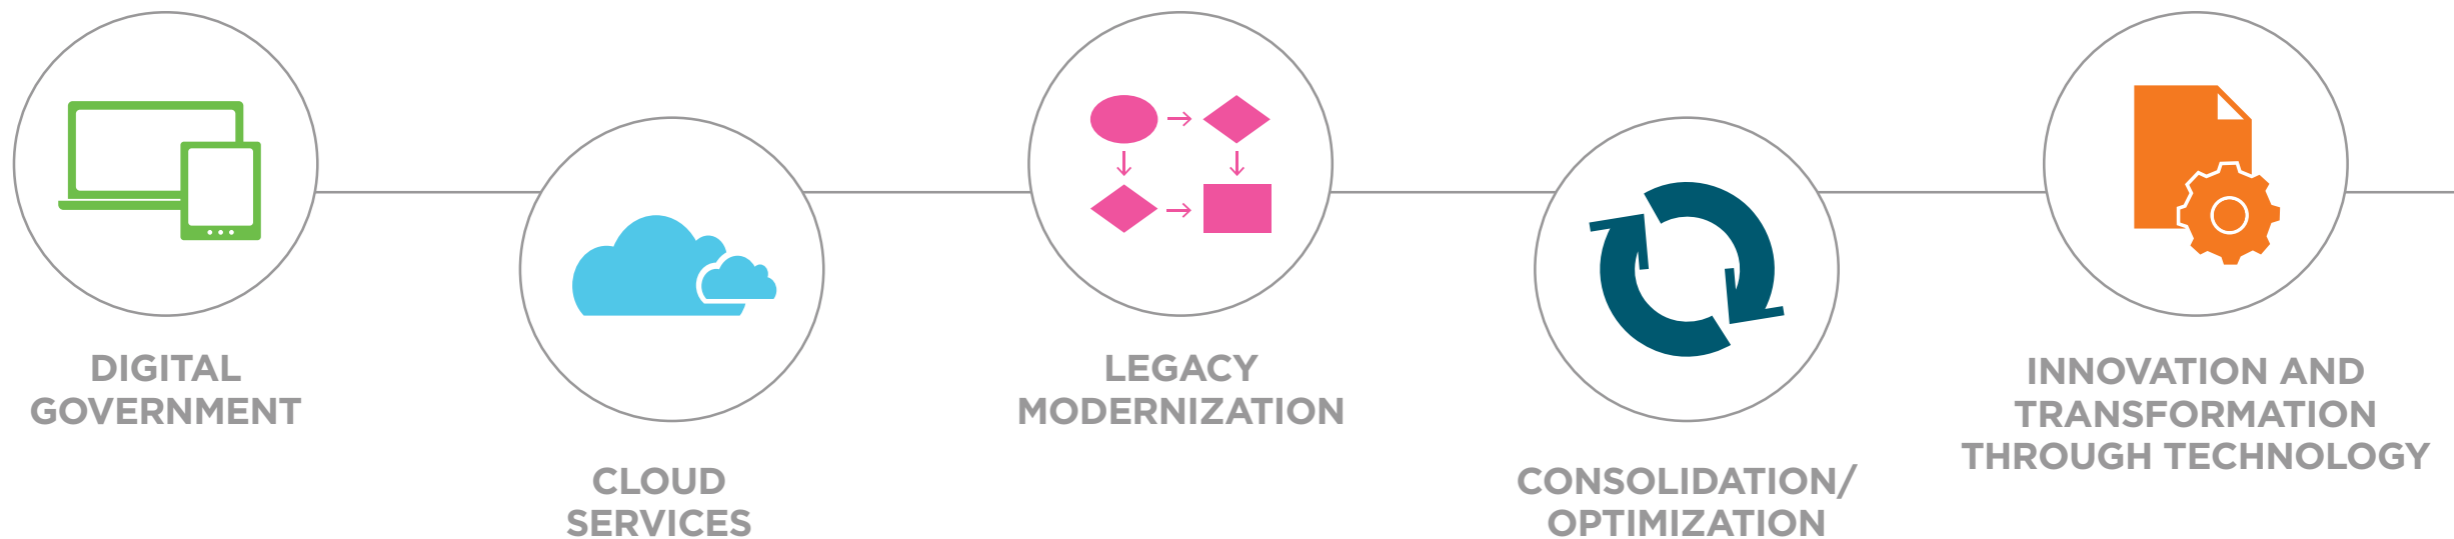 DIGITAL
GOVERNMENT
CLOUD
SERVICES
LEGACY
MODERNIZATION
CONSOLIDATION/
OPTIMIZATION
INNOVATION AND
TRANSFORMATION
THROUGH TECHNOLOGY